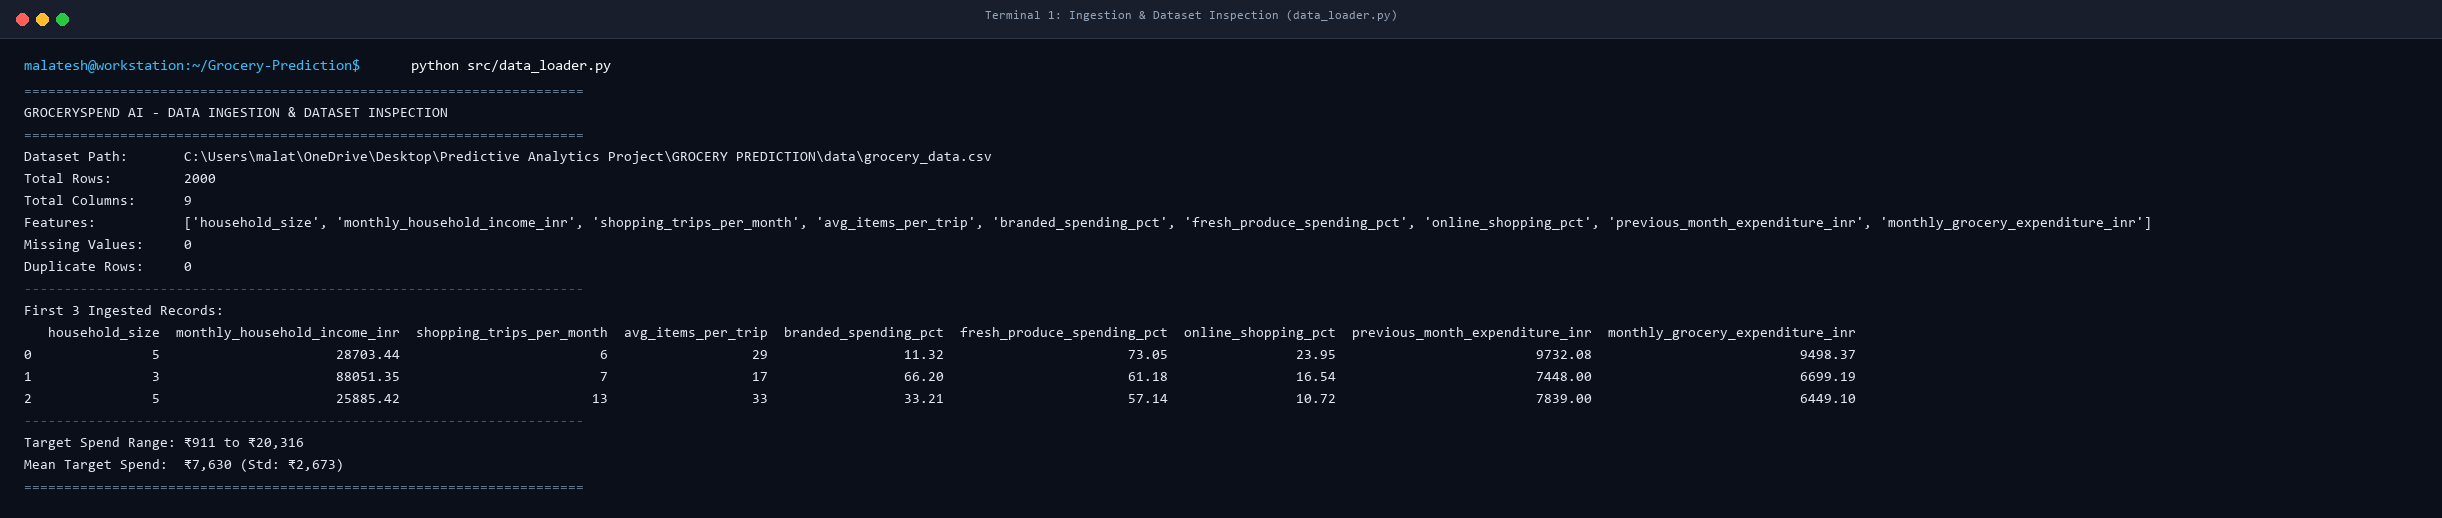 Terminal 1: Ingestion & Dataset Inspection (data_loader.py)
malatesh@workstation:~/Grocery-Prediction$ python src/data_loader.py
======================================================================
GROCERYSPEND AI - DATA INGESTION & DATASET INSPECTION
======================================================================
Dataset Path: C:\Users\malat\OneDrive\Desktop\Predictive Analytics Project\GROCERY PREDICTION\data\grocery_data.csv
Total Rows: 2000
Total Columns: 9
Features: ['household_size', 'monthly_household_income_inr', 'shopping_trips_per_month', 'avg_items_per_trip', 'branded_spending_pct', 'fresh_produce_spending_pct', 'online_shopping_pct', 'previous_month_expenditure_inr', 'monthly_grocery_expenditure_inr']
Missing Values: 0
Duplicate Rows: 0
----------------------------------------------------------------------
First 3 Ingested Records:
household_size monthly_household_income_inr shopping_trips_per_month avg_items_per_trip branded_spending_pct fresh_produce_spending_pct online_shopping_pct previous_month_expenditure_inr monthly_grocery_expenditure_inr
0 5 28703.44 6 29 11.32 73.05 23.95 9732.08 9498.37
1 3 88051.35 7 17 66.20 61.18 16.54 7448.00 6699.19
2 5 25885.42 13 33 33.21 57.14 10.72 7839.00 6449.10
----------------------------------------------------------------------
Target Spend Range: ₹911 to ₹20,316
Mean Target Spend: ₹7,630 (Std: ₹2,673)
======================================================================